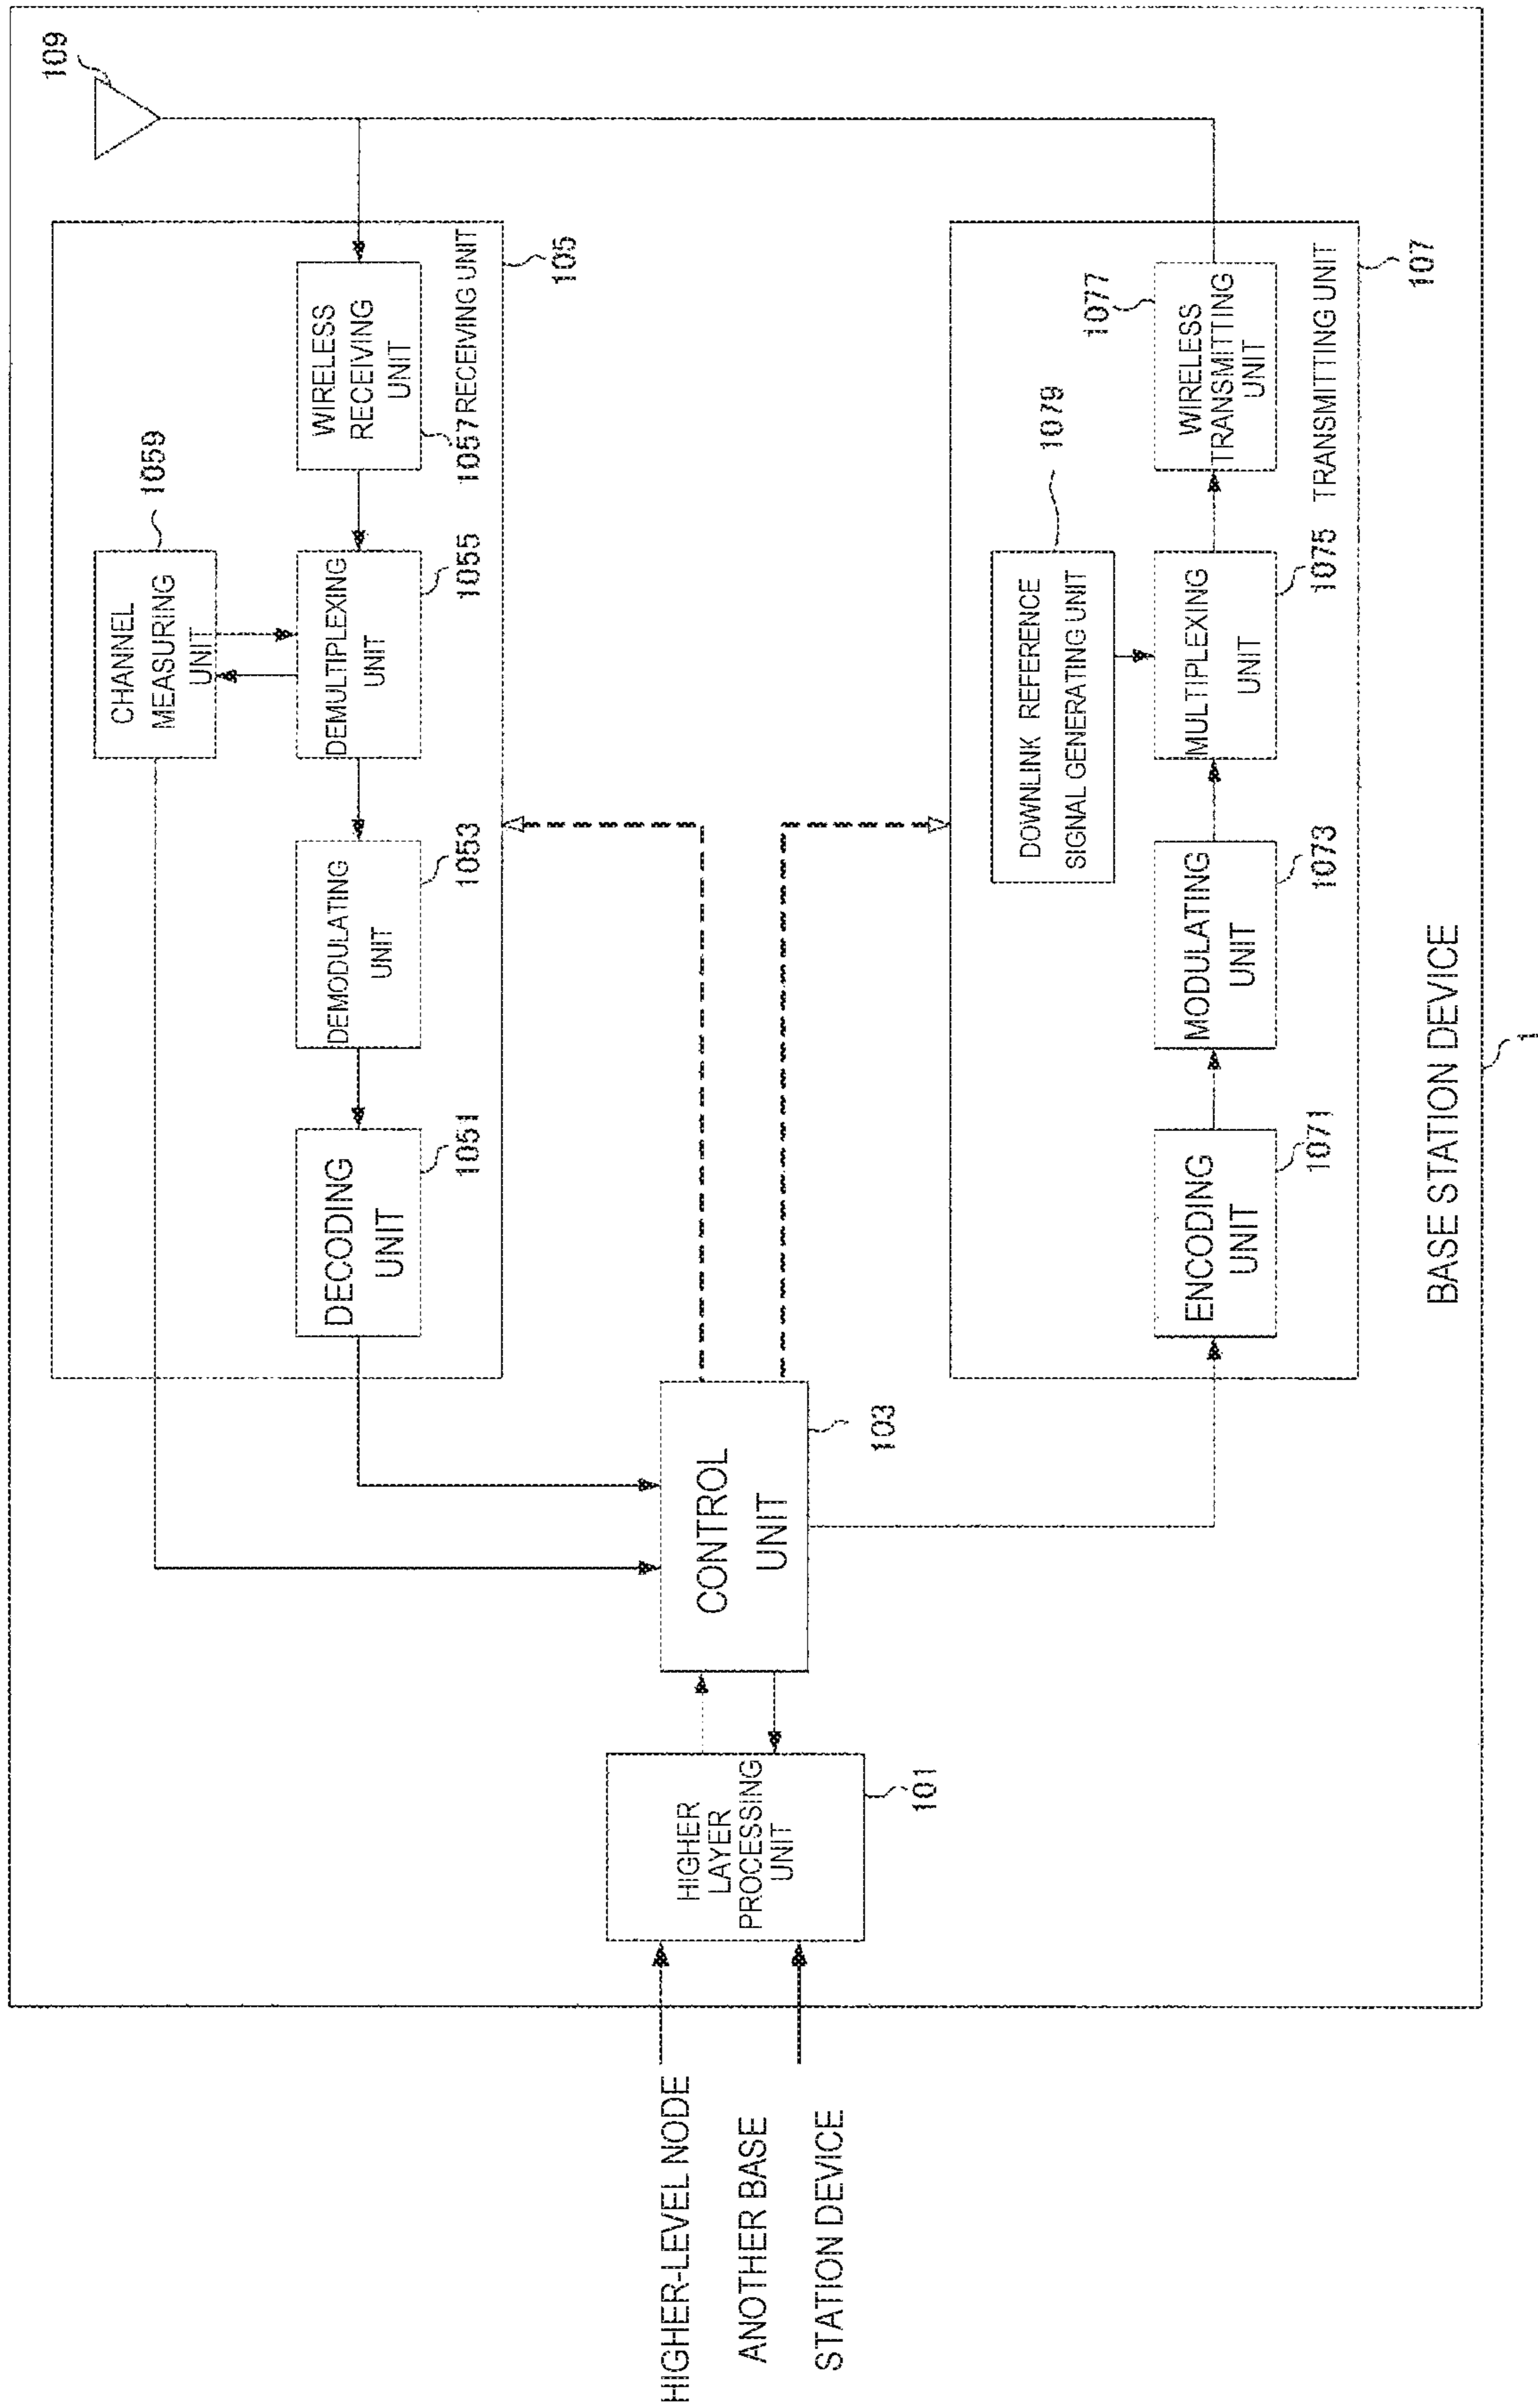 109
CHANNEL
MEASURING
UNIT
1059
DECODING
UNIT
1051
DEMODULATING
UNIT
1053
DEMULTIPLEXING
UNIT
1055
WIRELESS
RECEIVING
UNIT
1057
RECEIVING UNIT
105
HIGHER-LEVEL NODE
ANOTHER BASE
STATION DEVICE
HIGHER
LAYER
PROCESSING
UNIT
101
CONTROL
UNIT
103
DOWNLINK REFERENCE
SIGNAL GENERATING UNIT
1079
ENCODING
UNIT
1071
MODULATING
UNIT
1073
MULTIPLEXING
UNIT
1075
WIRELESS
TRANSMITTING
UNIT
1077
TRANSMITTING UNIT
107
BASE STATION DEVICE
1